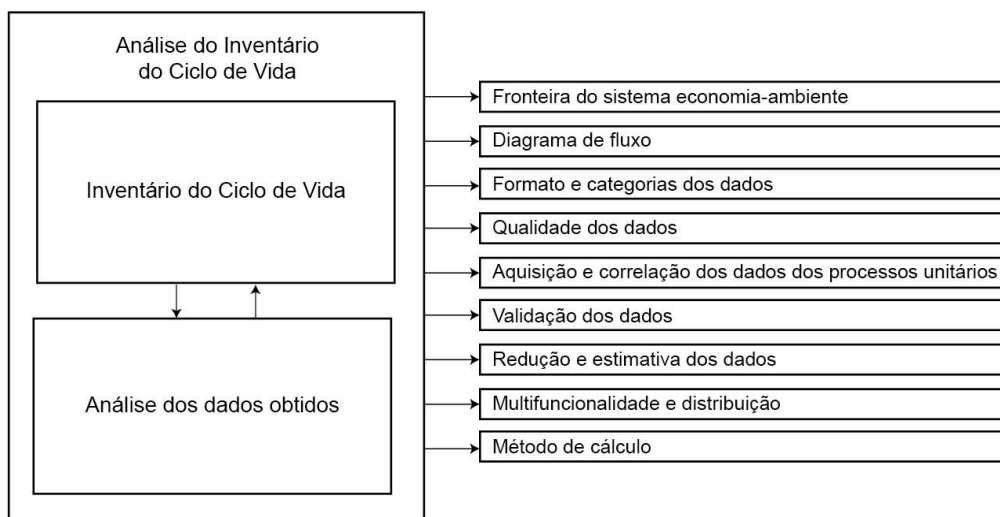 Análise do Inventário
do Ciclo de Vida
Inventário do Ciclo de Vida
Análise dos dados obtidos
Fronteira do sistema economia-ambiente
Diagrama de fluxo
Formato e categorias dos dados
Qualidade dos dados
Aquisição e correlação dos dados dos processos unitários
Validação dos dados
Redução e estimativa dos dados
Multifuncionalidade e distribuição
Método de cálculo